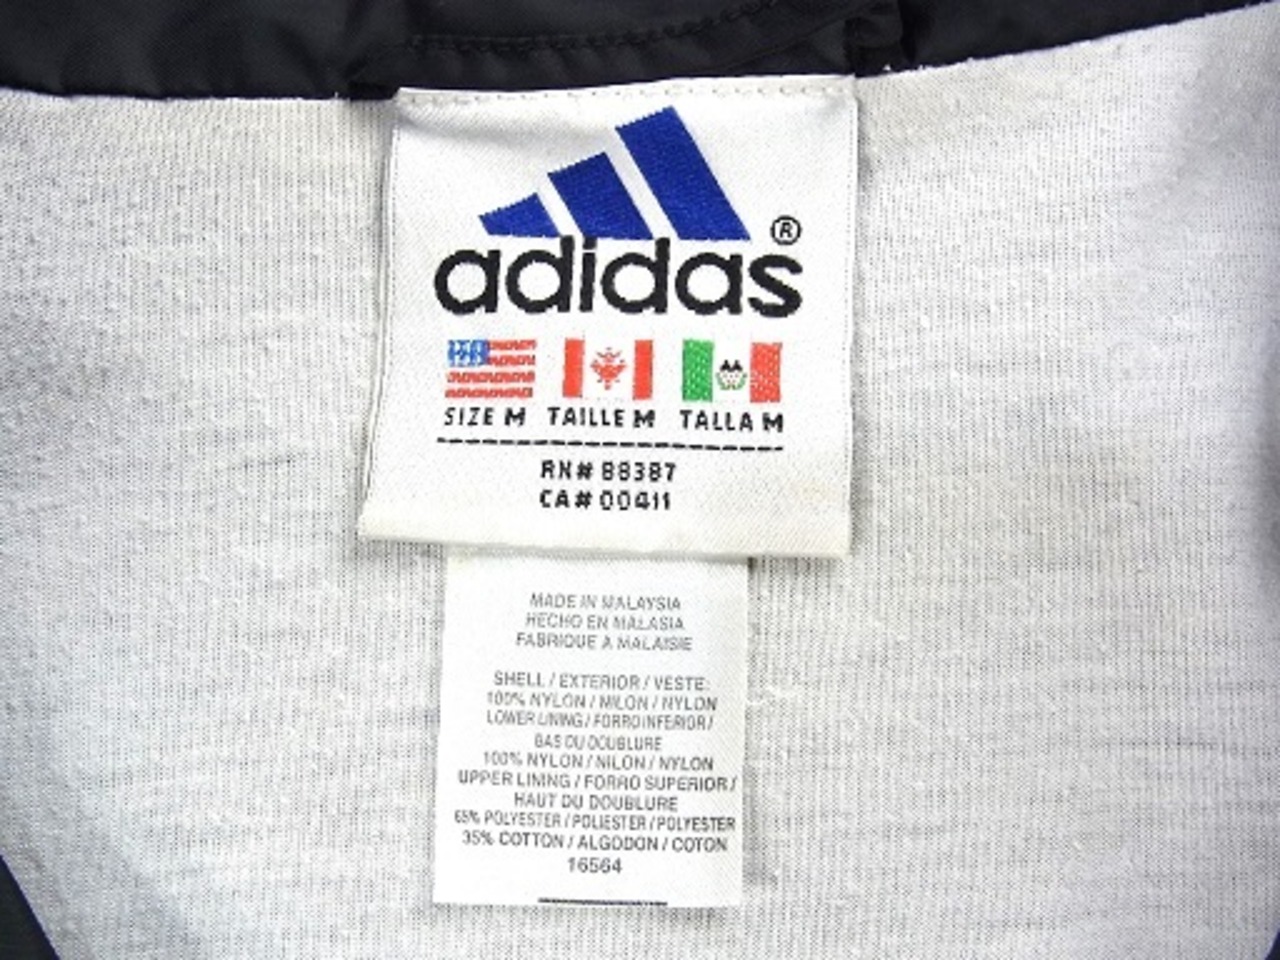 ®
adidas
SIZE M TAILLE M TALLA M
RN# 88387
CA# 00411
MADE IN MALAYSIA
HECHO EN MALASIA
FABRIQUE A MALAISIE
SHELL / EXTERIOR / VESTE:
100% NYLON / NILON / NYLON
LOWER LINING / FORRO INFERIOR /
BAS DU DOUBLURE
100% NYLON / NILON / NYLON
UPPER LINING / FORRO SUPERIOR /
HAUT DU DOUBLURE
65% POLYESTER / POLIESTER / POLYESTER
35% COTTON / ALGODON / COTON
16564